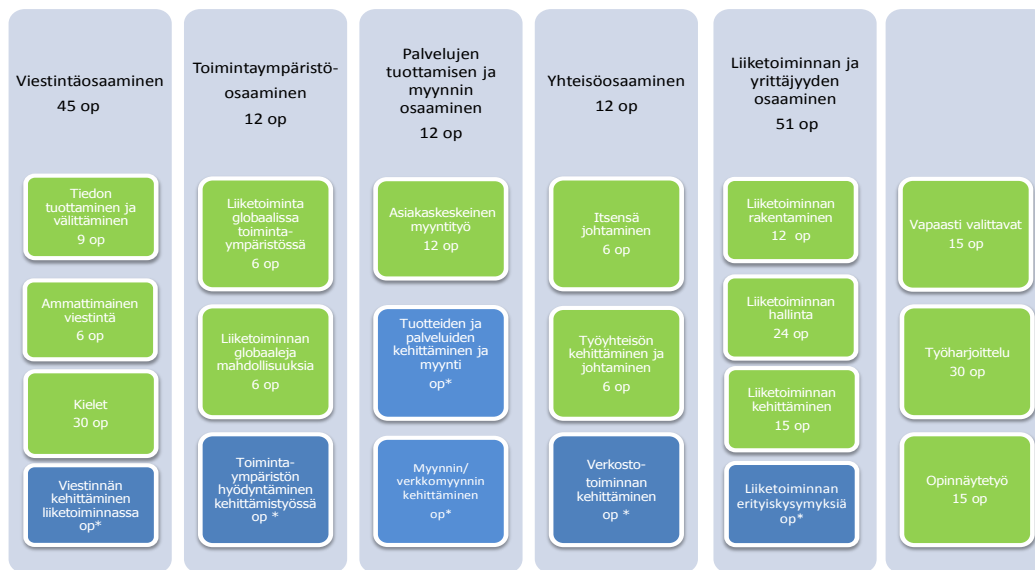 Viestintäosaaminen
45 op
Tiedon
tuottaminen ja
välittäminen
9 op
Ammattimainen
viestintä
6 op
Kielet
30 op
Viestinnän
kehittäminen
liiketoiminnassa
op*
Toimintaympäristö-
osaaminen
12 op
Liiketoiminta
globaalissa
toiminta-
ympäristössä
6 op
Liiketoiminnan
globaaleja
mahdollisuuksia
6 op
Toiminta-
ympäristön
hyödyntäminen
kehittämistyössä
op *
Palvelujen
tuottamisen ja
myynnin
osaaminen
12 op
Asiakaskeskeinen
myyntityö
12 op
Tuotteiden ja
palveluiden
kehittäminen ja
myynti
op*
Myynnin/
verkkomyynnin
kehittäminen
op*
Yhteisöosaaminen
12 op
Itsensä
johtaminen
6 op
Työyhteisön
kehittäminen ja
johtaminen
6 op
Verkosto-
toiminnan
kehittäminen
op *
Liiketoiminnan ja
yrittäjyyden
osaaminen
51 op
Liiketoiminnan
rakentaminen
12 op
Liiketoiminnan
hallinta
24 op
Liiketoiminnan
kehittäminen
15 op
Liiketoiminnan
erityiskysymyksiä
op*
Vapaasti valittavat
15 op
Työharjoittelu
30 op
Opinnäytetyö
15 op